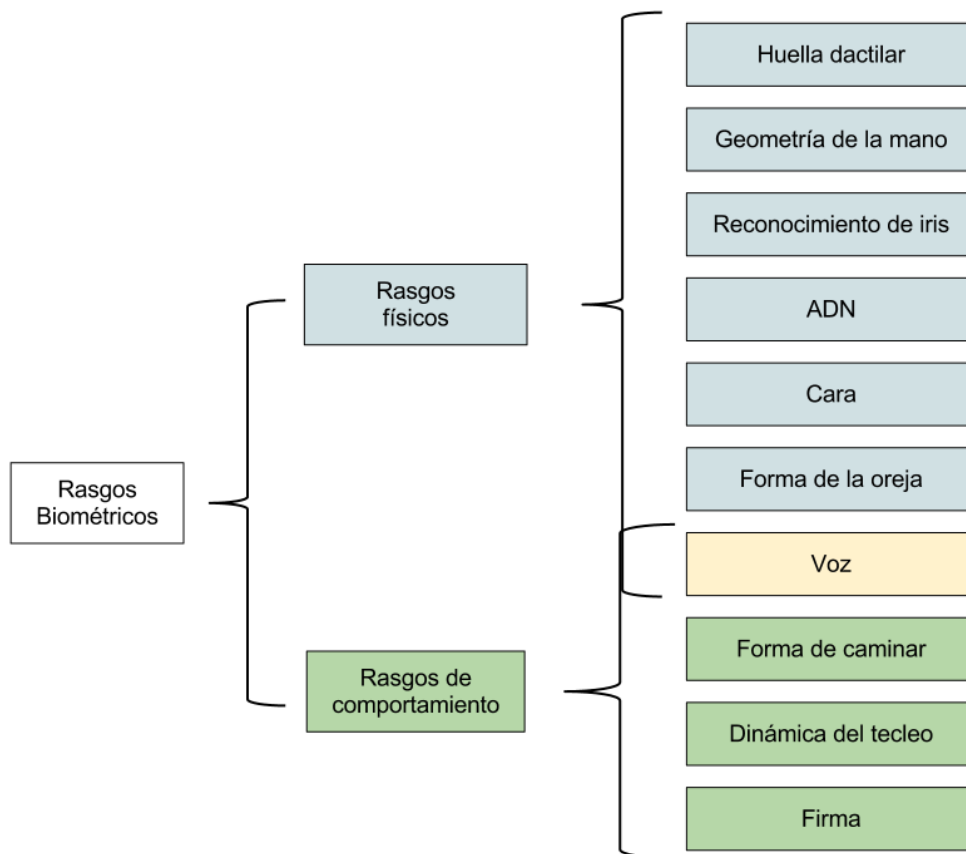 Rasgos
Biométricos
Rasgos
físicos
Huella dactilar
Geometría de la mano
Reconocimiento de iris
ADN
Cara
Forma de la oreja
Voz
Rasgos de
comportamiento
Forma de caminar
Dinámica del tecleo
Firma